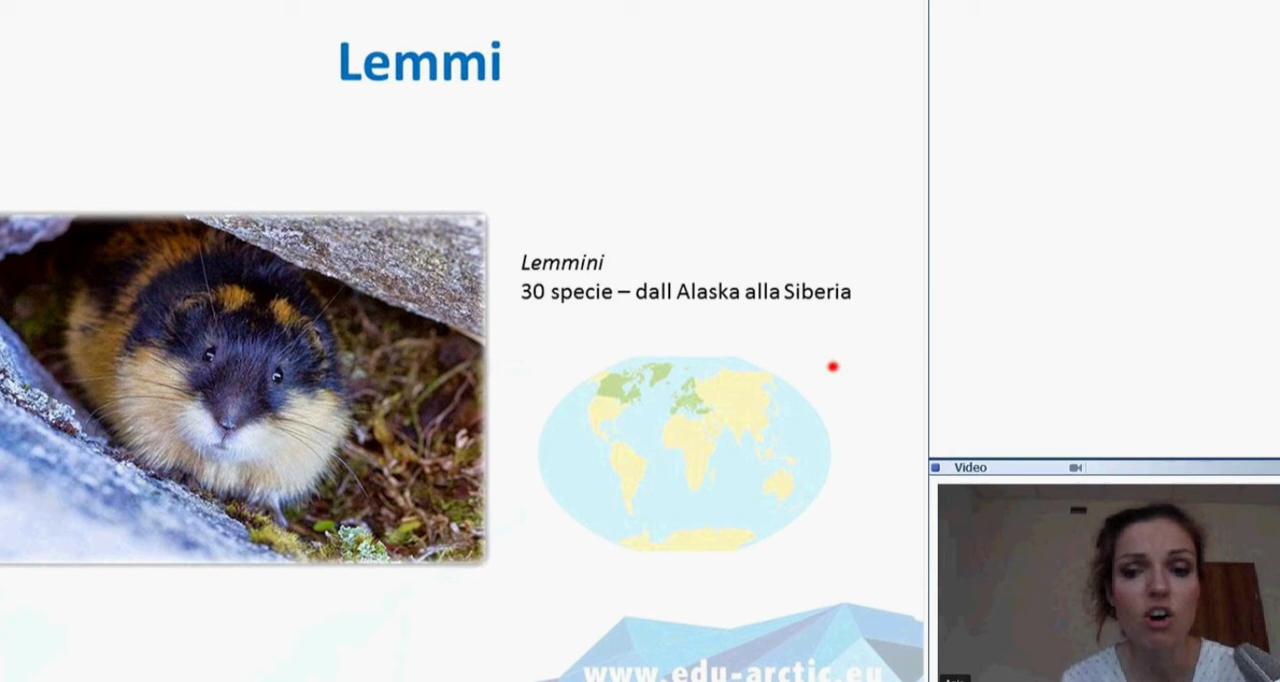 Lemmi
Lemmini
30 specie – dall Alaska alla Siberia
www.edu-arctic.eu
Video